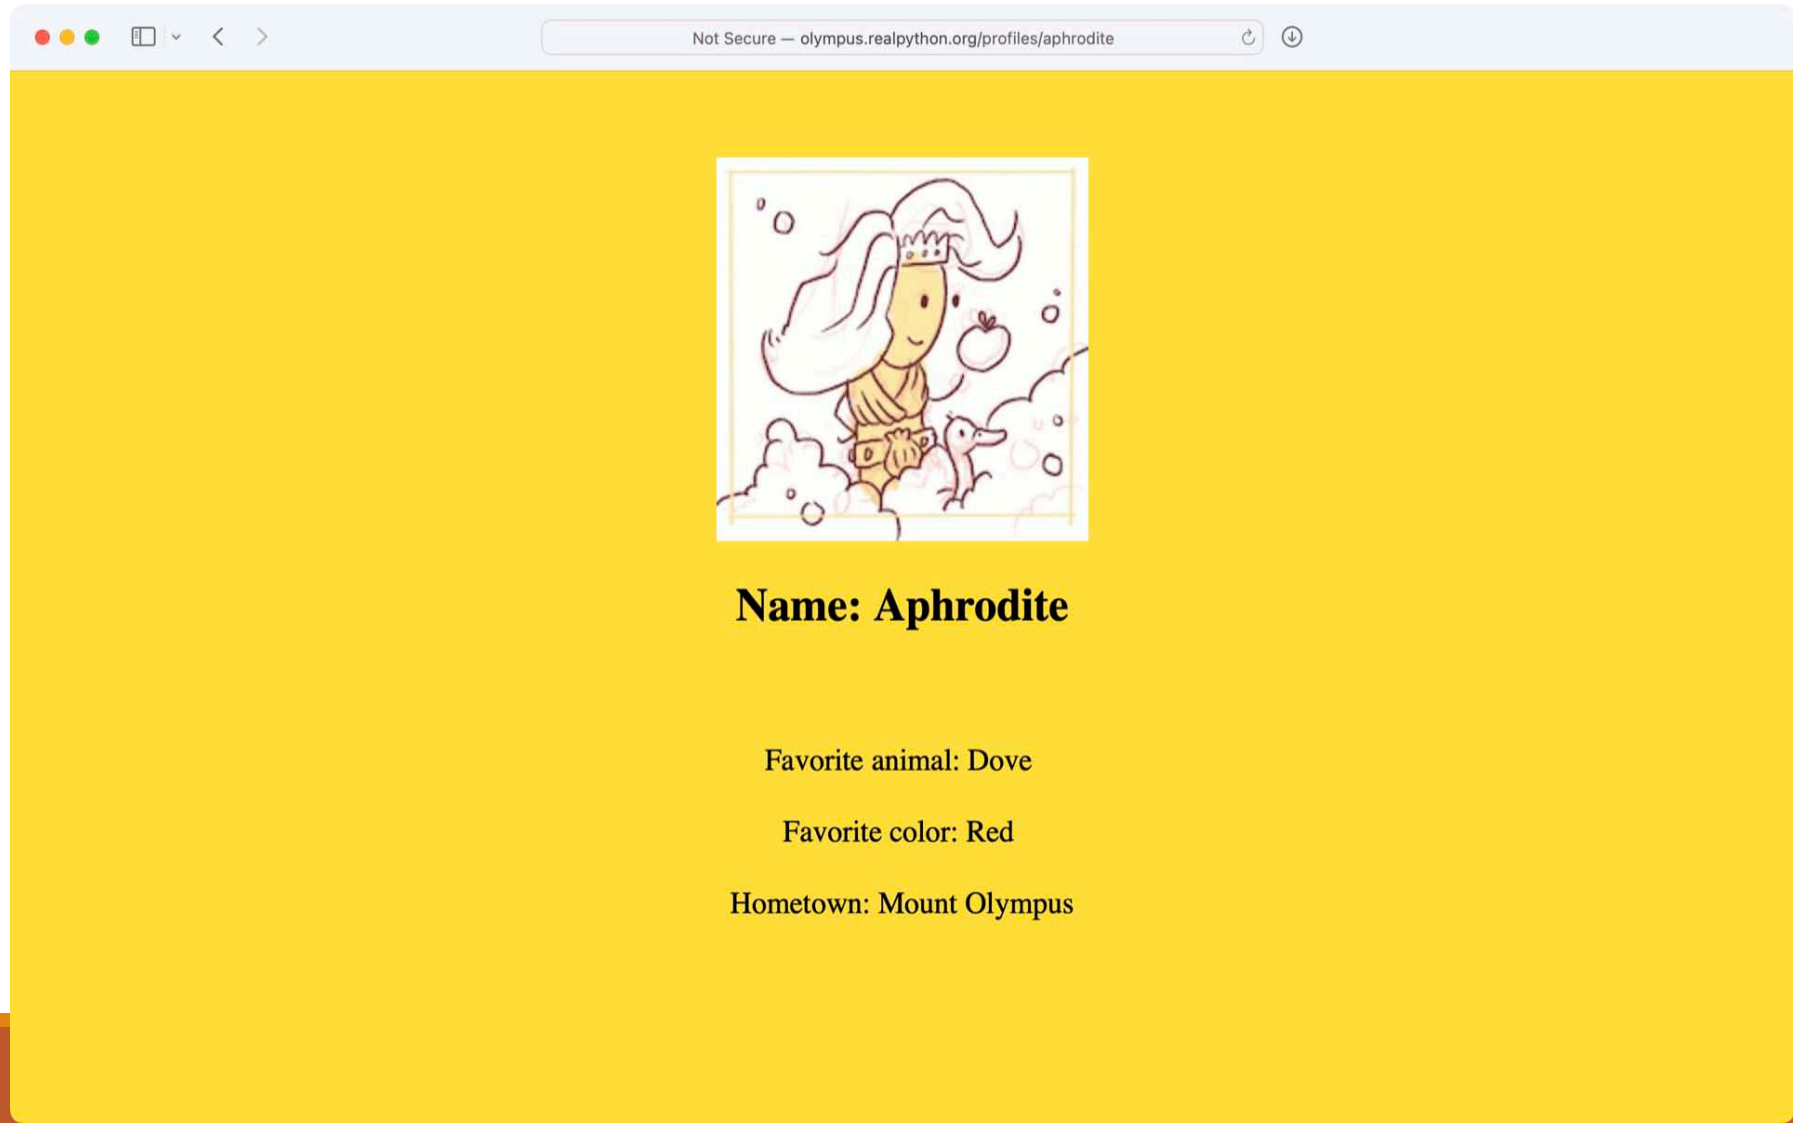 Not Secure — olympus.realpython.org/profiles/aphrodite
Name: Aphrodite
Favorite animal: Dove
Favorite color: Red
Hometown: Mount Olympus